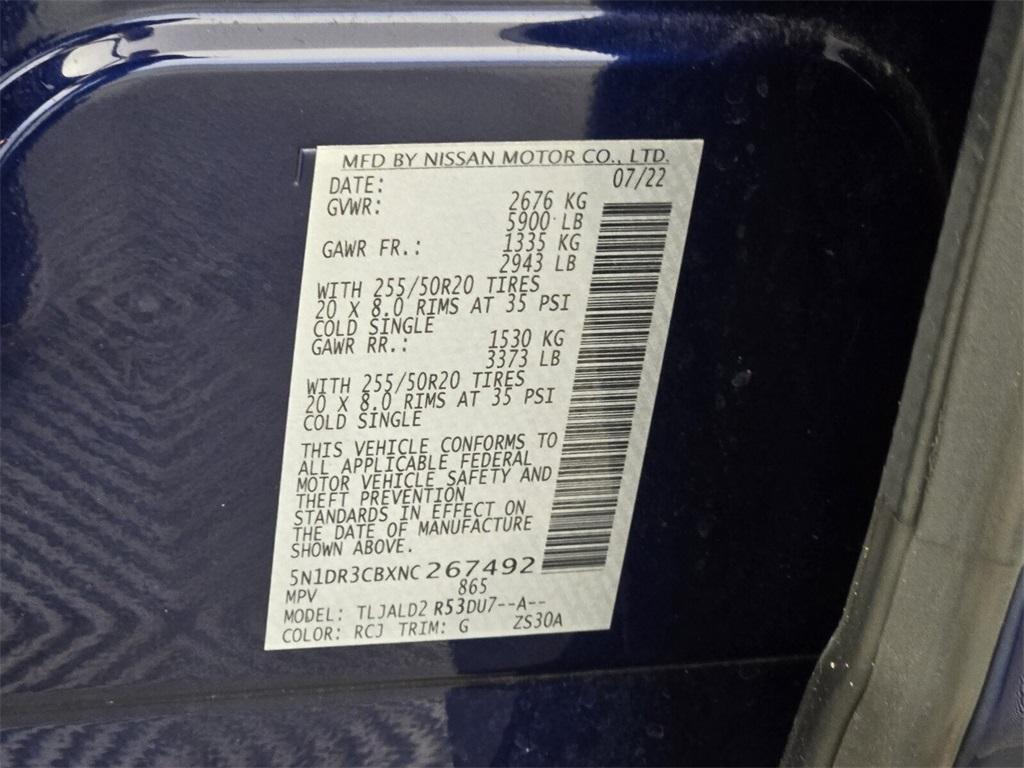 MFD BY NISSAN MOTOR CO., LTD.
DATE: 07/22
GVWR: 2676 KG
5900 LB
GAWR FR.: 1335 KG
2943 LB
WITH 255/50R20 TIRES
20 X 8.0 RIMS AT 35 PSI
COLD SINGLE
GAWR RR.: 1530 KG
3373 LB
WITH 255/50R20 TIRES
20 X 8.0 RIMS AT 35 PSI
COLD SINGLE
THIS VEHICLE CONFORMS TO
ALL APPLICABLE FEDERAL
MOTOR VEHICLE SAFETY AND
THEFT PREVENTION
STANDARDS IN EFFECT ON
THE DATE OF MANUFACTURE
SHOWN ABOVE.
5N1DR3CBXNC267492
MPV 865
MODEL: TLJALD2 R53DU7--A--
COLOR: RCJ TRIM: G ZS30A